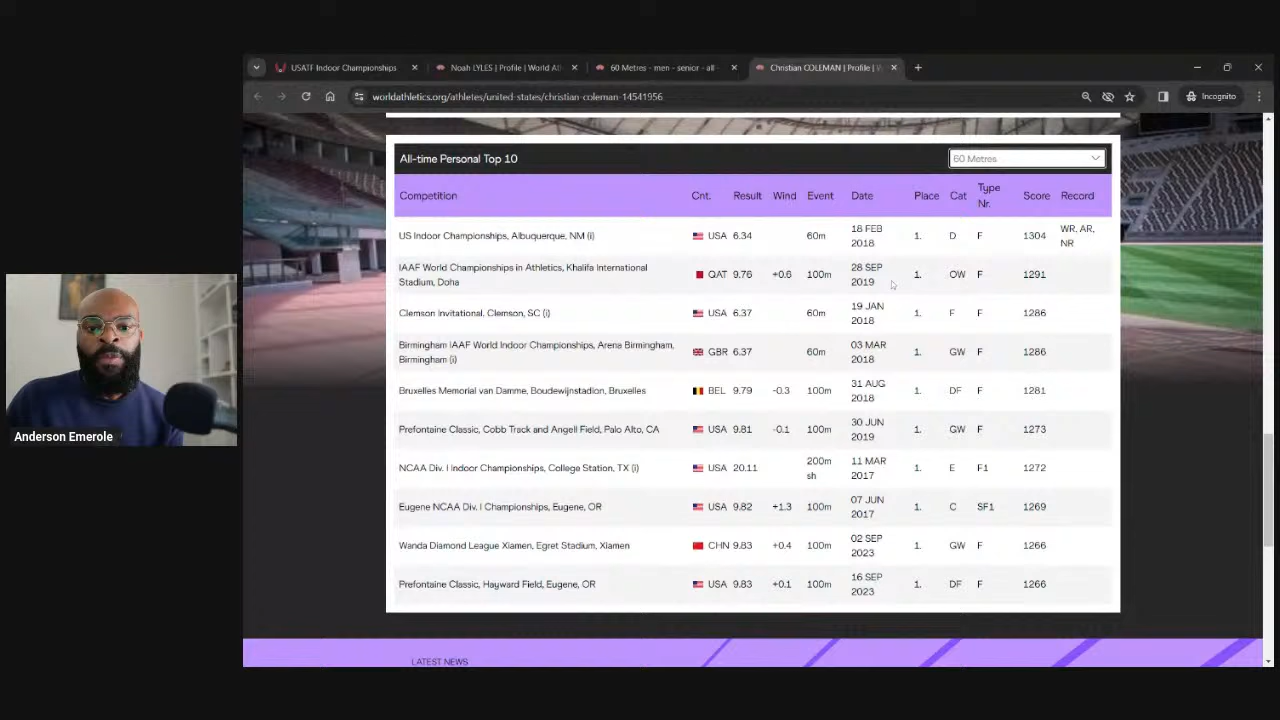 USATF Indoor Championships
Noah LYLES | Profile | World At
60 Metres - men - senior - all
Christian COLEMAN | Profile | W
worldathletics.org/athletes/united-states/christian-coleman-14541956
Incognito
All-time Personal Top 10
60 Metres
Competition Cnt. Result Wind Event Date Place Cat Type Nr. Score Record
US Indoor Championships, Albuquerque, NM (i) USA 6.34 60m 18 FEB 2018 1. D F 1304 WR, AR, NR
IAAF World Championships in Athletics, Khalifa International Stadium, Doha QAT 9.76 +0.6 100m 28 SEP 2019 1. OW F 1291
Clemson Invitational, Clemson, SC (i) USA 6.37 60m 19 JAN 2018 1. F F 1286
Birmingham IAAF World Indoor Championships, Arena Birmingham, Birmingham (i) GBR 6.37 60m 03 MAR 2018 1. GW F 1286
Bruxelles Memorial van Damme, Boudewijnstadion, Bruxelles BEL 9.79 -0.3 100m 31 AUG 2018 1. DF F 1281
Prefontaine Classic, Cobb Track and Angell Field, Palo Alto, CA USA 9.81 -0.1 100m 30 JUN 2019 1. GW F 1273
NCAA Div. I Indoor Championships, College Station, TX (i) USA 20.11 200m sh 11 MAR 2017 1. E F1 1272
Eugene NCAA Div. I Championships, Eugene, OR USA 9.82 +1.3 100m 07 JUN 2017 1. C SF1 1269
Wanda Diamond League Xiamen, Egret Stadium, Xiamen CHN 9.83 +0.4 100m 02 SEP 2023 1. GW F 1266
Prefontaine Classic, Hayward Field, Eugene, OR USA 9.83 +0.1 100m 16 SEP 2023 1. DF F 1266
LATEST NEWS
Anderson Emerole